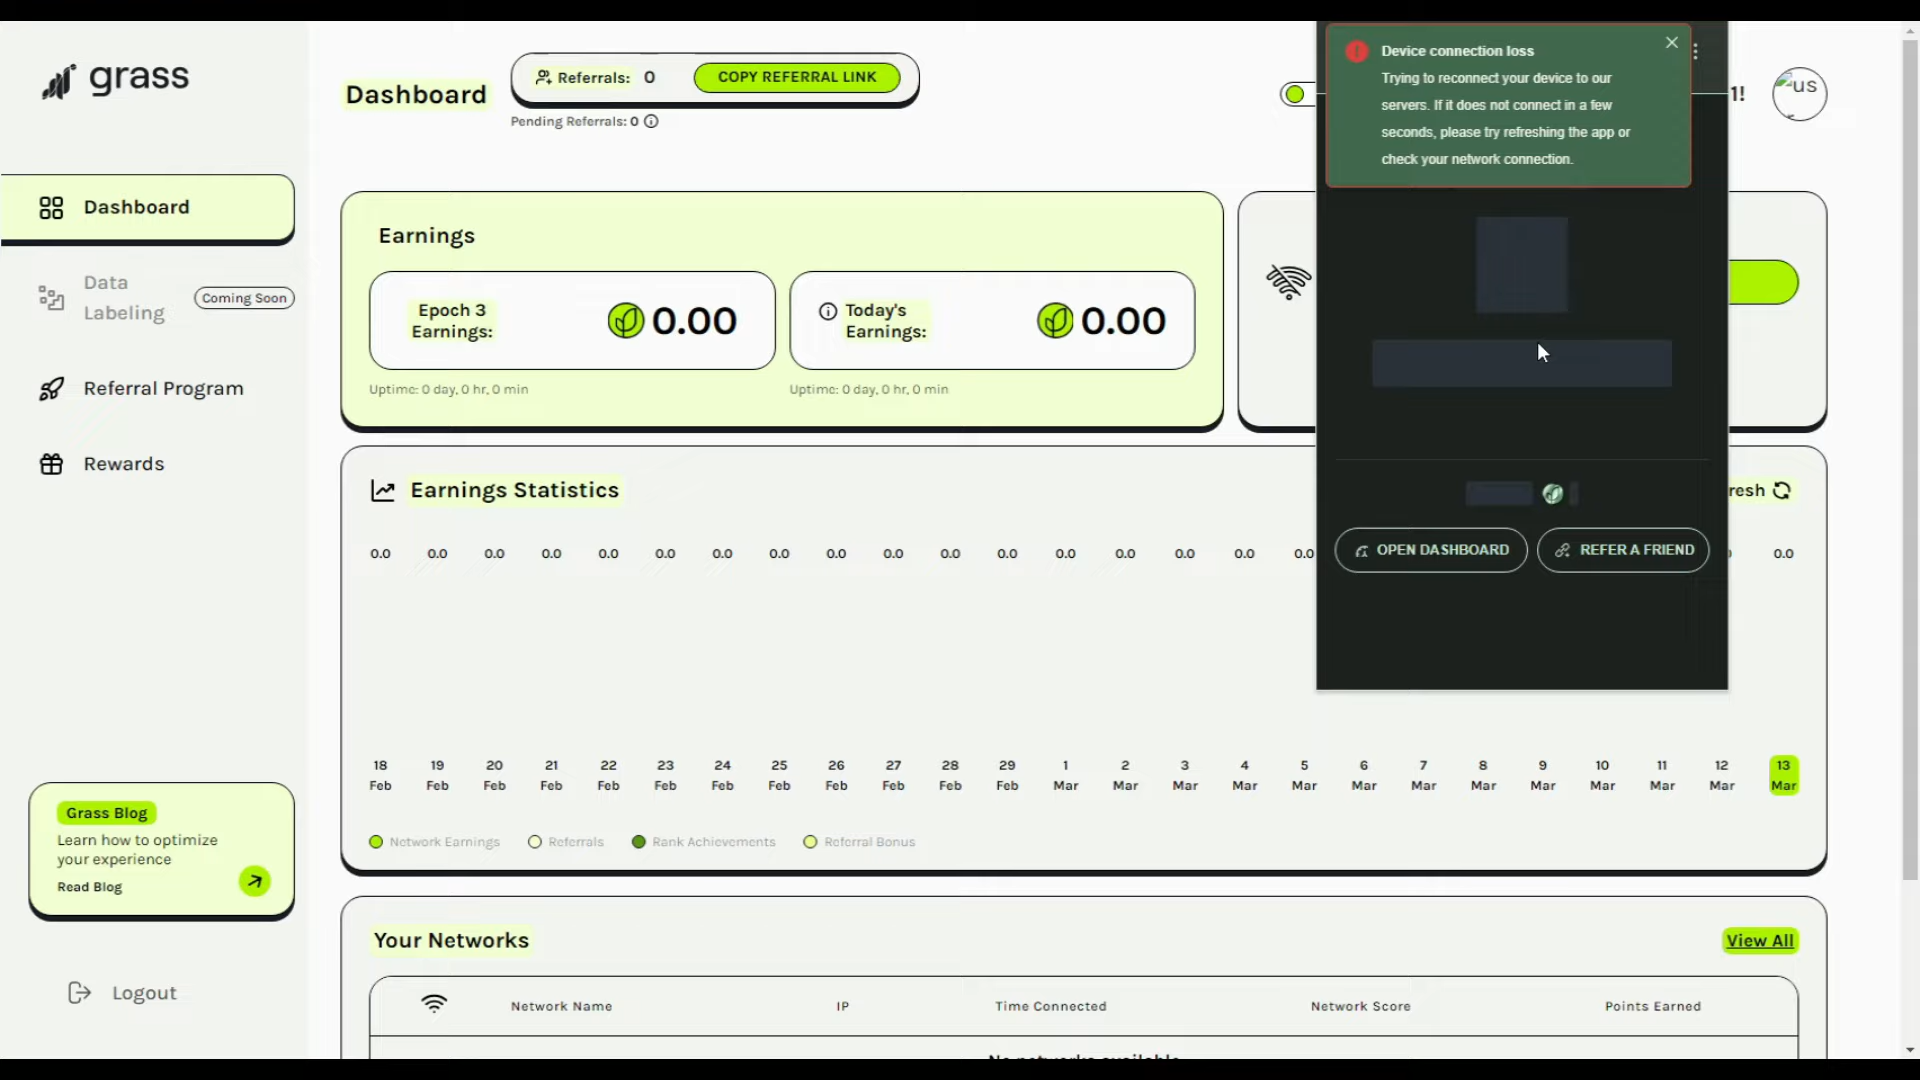 grass
Dashboard
Referrals: 0
COPY REFERRAL LINK
Pending Referrals: 0
1!
us
Device connection loss
Trying to reconnect your device to our
servers. If it does not connect in a few
seconds, please try refreshing the app or
check your network connection.
Dashboard
Data
Labeling
Coming Soon
Referral Program
Rewards
Earnings
Epoch 3
Earnings:
0.00
Today's
Earnings:
0.00
Uptime: 0 day, 0 hr, 0 min
Uptime: 0 day, 0 hr, 0 min
OPEN DASHBOARD
REFER A FRIEND
Earnings Statistics
resh
0.0 0.0 0.0 0.0 0.0 0.0 0.0 0.0 0.0 0.0 0.0 0.0 0.0 0.0 0.0 0.0 0.0 0.0
18 19 20 21 22 23 24 25 26 27 28 29 1 2 3 4 5 6 7 8 9 10 11 12 13
Feb Feb Feb Feb Feb Feb Feb Feb Feb Feb Feb Feb Mar Mar Mar Mar Mar Mar Mar Mar Mar Mar Mar Mar Mar
Network Earnings
Referrals
Rank Achievements
Referral Bonus
Grass Blog
Learn how to optimize
your experience
Read Blog
Logout
Your Networks
View All
Network Name
IP
Time Connected
Network Score
Points Earned
No networks available